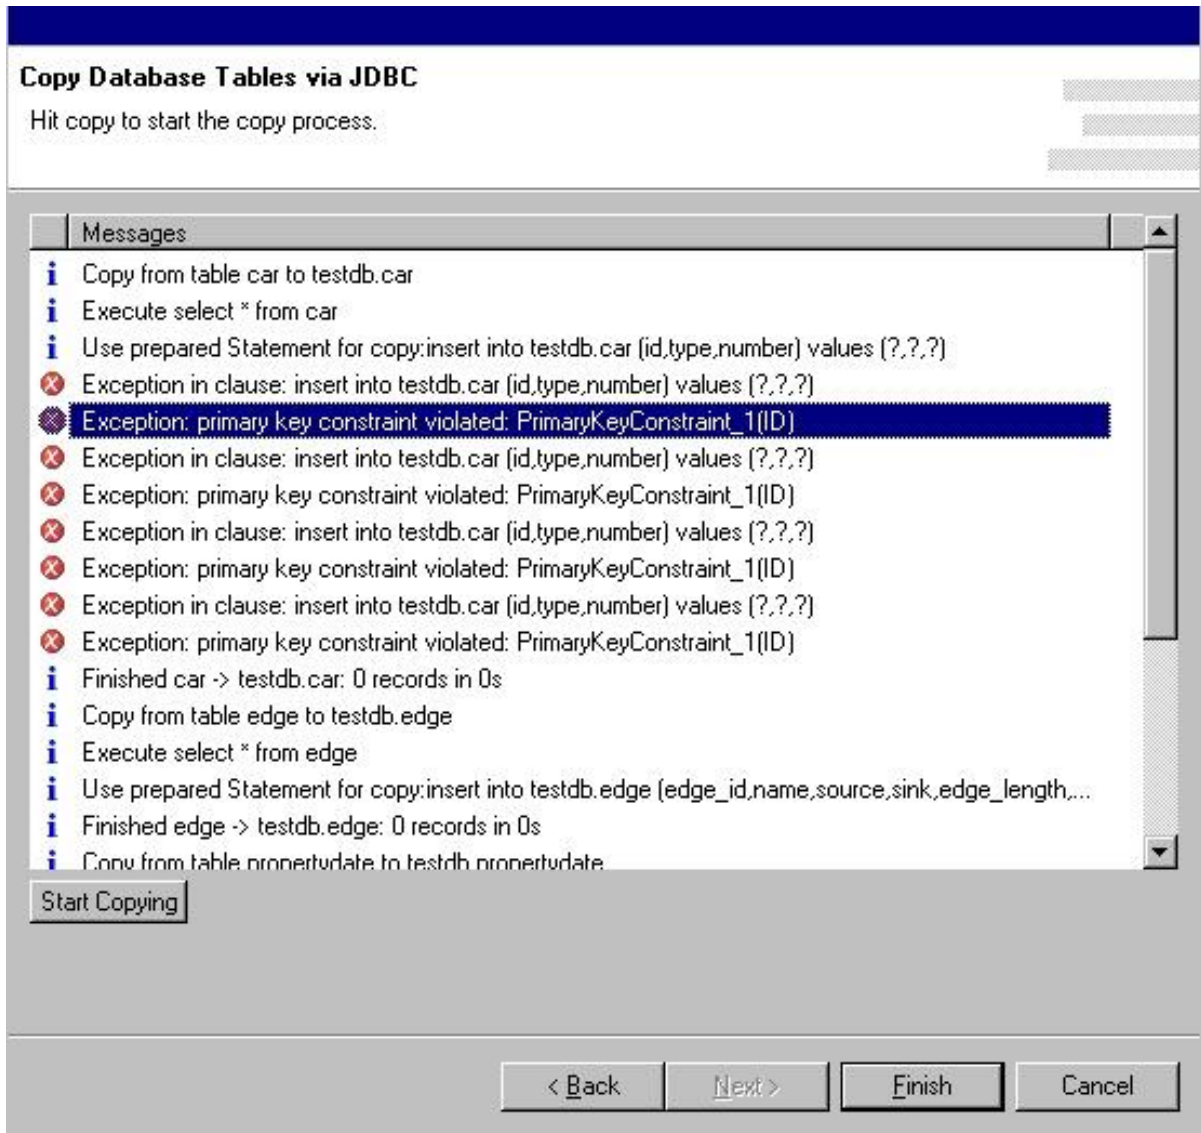 Copy Database Tables via JDBC
Hit copy to start the copy process.
Messages
Copy from table car to testdb.car
Execute select * from car
Use prepared Statement for copy:insert into testdb.car (id,type,number) values (?,?,?)
Exception in clause: insert into testdb.car (id,type,number) values (?,?,?)
Exception: primary key constraint violated: PrimaryKeyConstraint_1(ID)
Exception in clause: insert into testdb.car (id,type,number) values (?,?,?)
Exception: primary key constraint violated: PrimaryKeyConstraint_1(ID)
Exception in clause: insert into testdb.car (id,type,number) values (?,?,?)
Exception: primary key constraint violated: PrimaryKeyConstraint_1(ID)
Exception in clause: insert into testdb.car (id,type,number) values (?,?,?)
Exception: primary key constraint violated: PrimaryKeyConstraint_1(ID)
Finished car -> testdb.car: 0 records in 0s
Copy from table edge to testdb.edge
Execute select * from edge
Use prepared Statement for copy:insert into testdb.edge (edge_id,name,source,sink,edge_length,...
Finished edge -> testdb.edge: 0 records in 0s
Copy from table propertydate to testdb.propertydate
Start Copying
< Back
Next >
Finish
Cancel